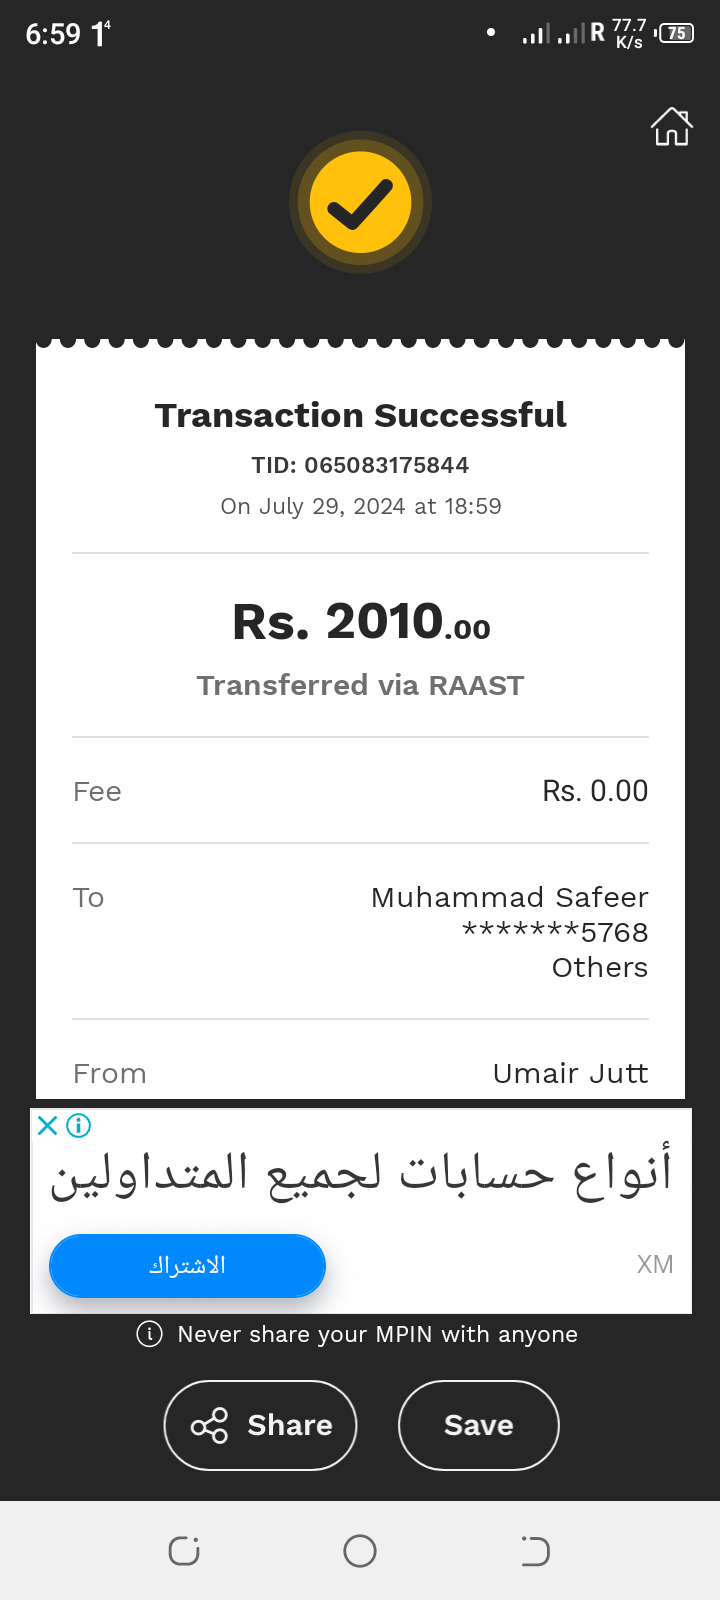 6:59 1 4
R 77.7 K/s 75
Transaction Successful
TID: 065083175844
On July 29, 2024 at 18:59
Rs. 2010.00
Transferred via RAAST
Fee Rs. 0.00
To Muhammad Safeer
*******5768
Others
From Umair Jutt
أنواع حسابات لجميع المتداولين
الاشتراك XM
Never share your MPIN with anyone
Share Save